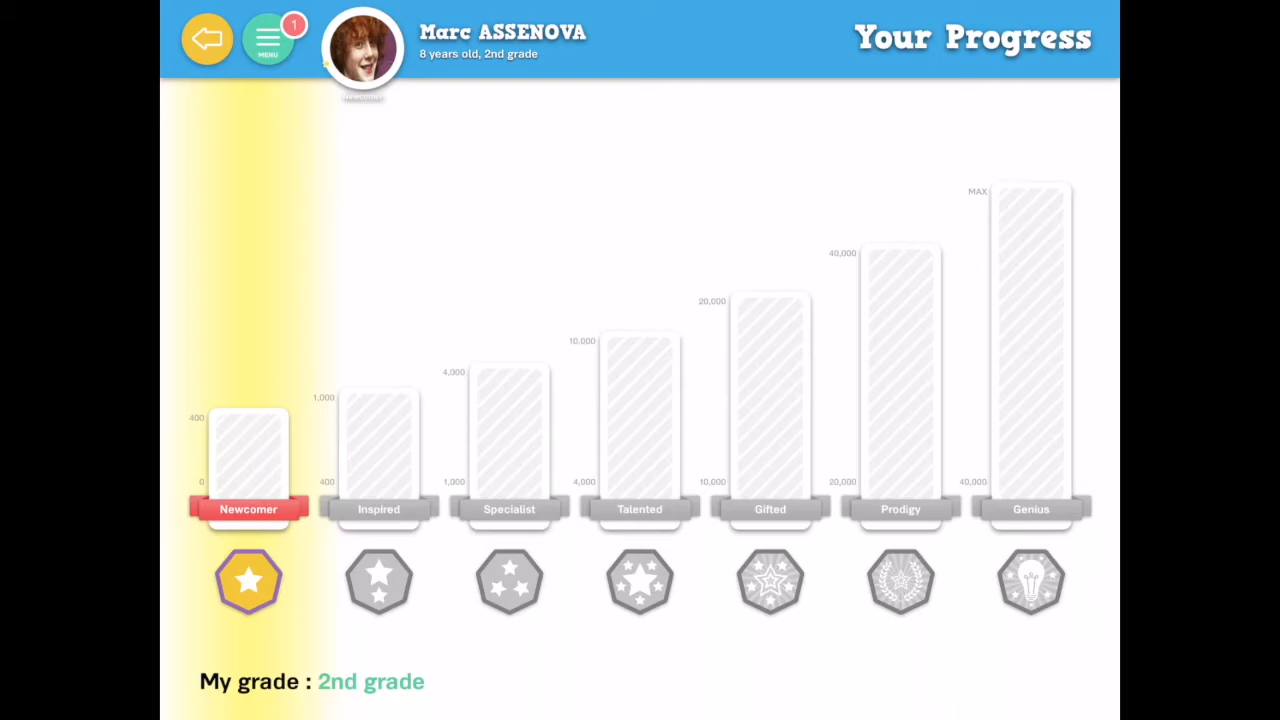 1
MENU
Marc ASSENOVA
8 years old, 2nd grade
Newcomer
Your Progress
MAX
40,000
20,000
10,000
4,000
1,000
400
0
400
1,000
4,000
10,000
20,000
40,000
Newcomer
Inspired
Specialist
Talented
Gifted
Prodigy
Genius
My grade : 2nd grade